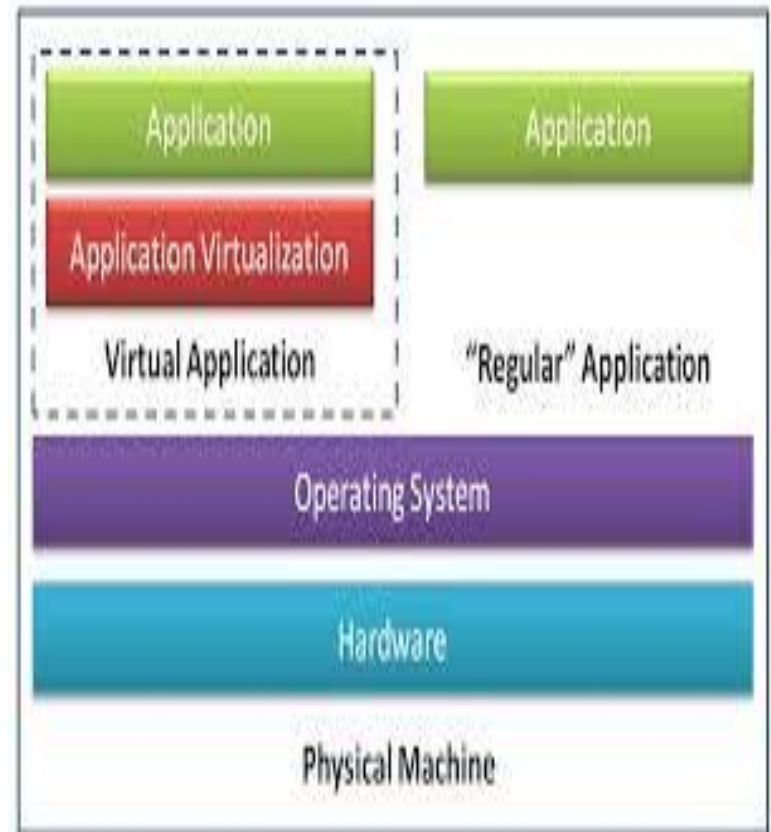 Application
Application
Application Virtualization
Virtual Application
“Regular” Application
Operating System
Hardware
Physical Machine